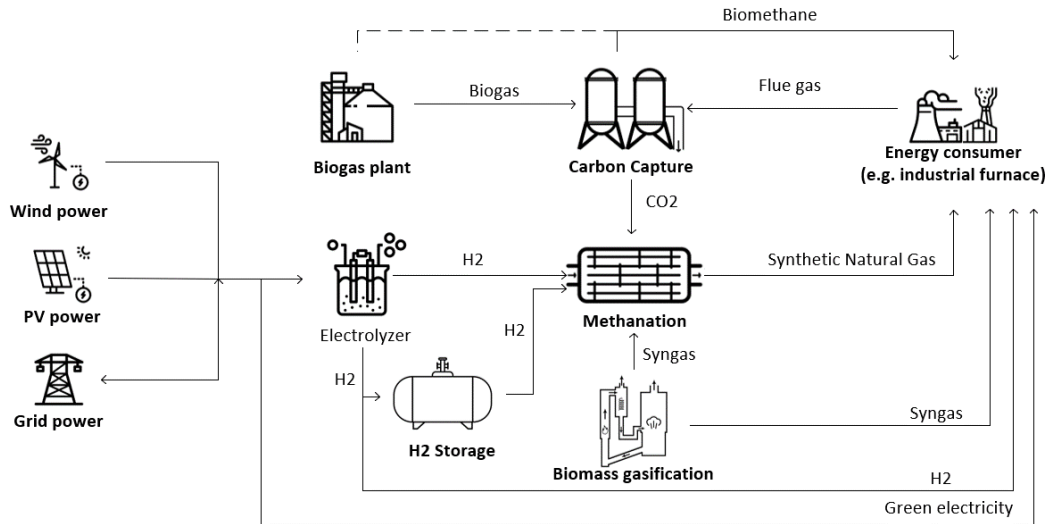 Biomethane
Biogas
Flue gas
Biogas plant
Carbon Capture
Energy consumer
(e.g. industrial furnace)
Wind power
CO2
H2
Synthetic Natural Gas
PV power
Electrolyzer
Methanation
H2
H2
Syngas
Grid power
Syngas
H2 Storage
Biomass gasification
H2
Green electricity